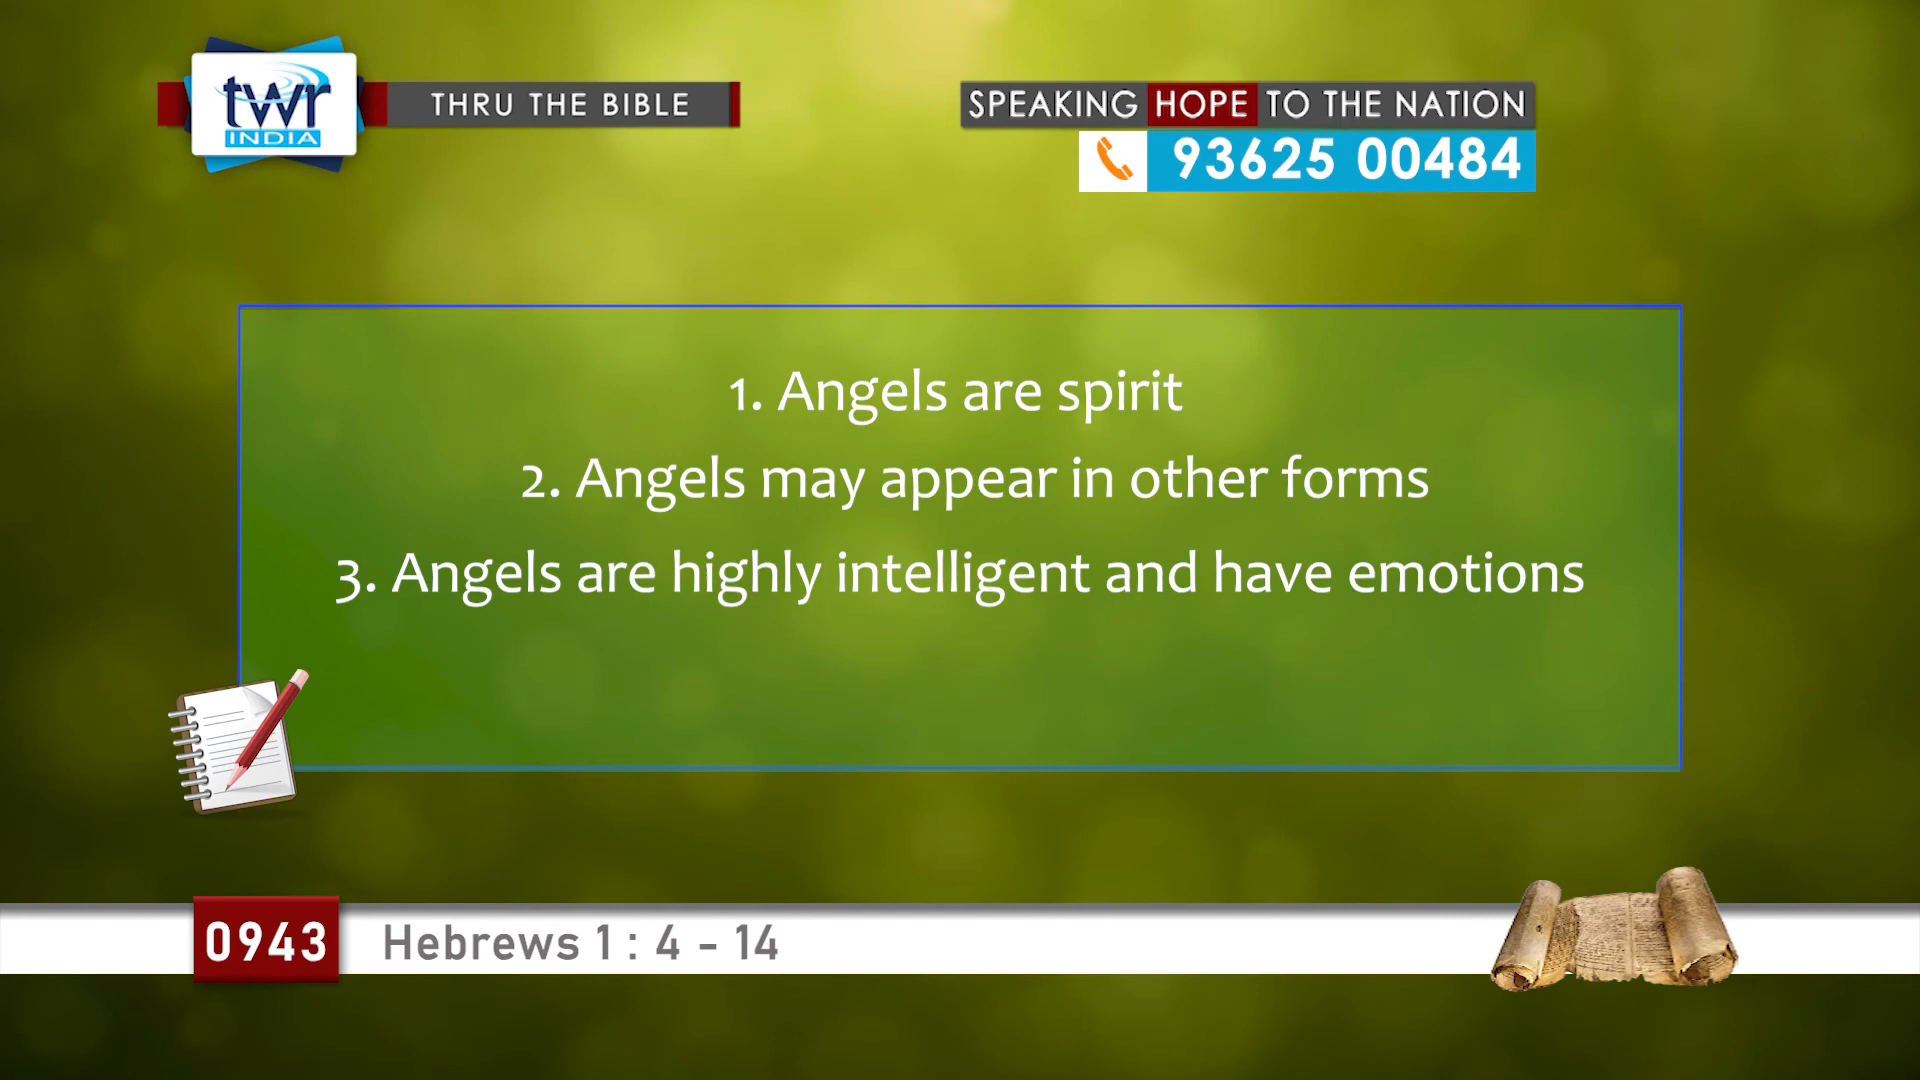 twr
INDIA
THRU THE BIBLE
SPEAKING HOPE TO THE NATION
93625 00484
1. Angels are spirit
2. Angels may appear in other forms
3. Angels are highly intelligent and have emotions
0943
Hebrews 1 : 4 - 14